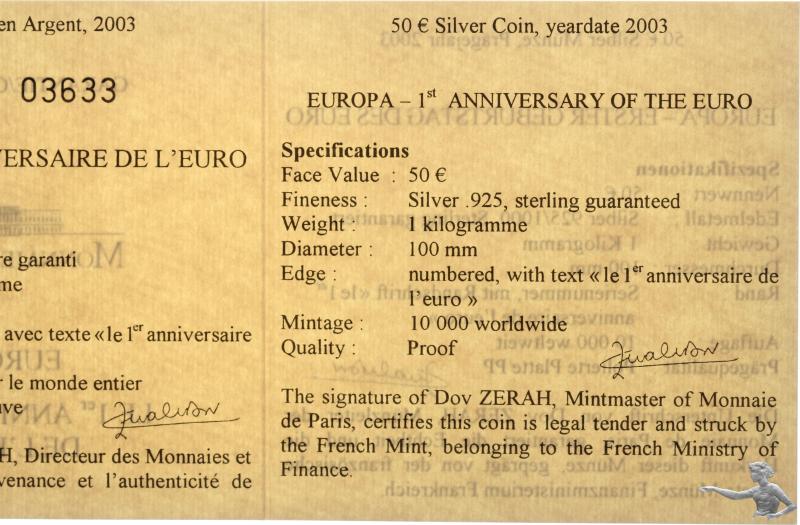 en Argent, 2003
03633
ERSAIRE DE L'EURO
re garanti
me
avec texte «le 1er anniversaire
r le monde entier
ve
H, Directeur des Monnaies et
venance et l'authenticité de
50 € Silver Coin, yeardate 2003
EUROPA – 1st ANNIVERSARY OF THE EURO
Specifications
Face Value : 50 €
Fineness : Silver .925, sterling guaranteed
Weight : 1 kilogramme
Diameter : 100 mm
Edge : numbered, with text «le 1er anniversaire de
l'euro »
Mintage : 10 000 worldwide
Quality : Proof
The signature of Dov ZERAH, Mintmaster of Monnaie
de Paris, certifies this coin is legal tender and struck by
the French Mint, belonging to the French Ministry of
Finance.